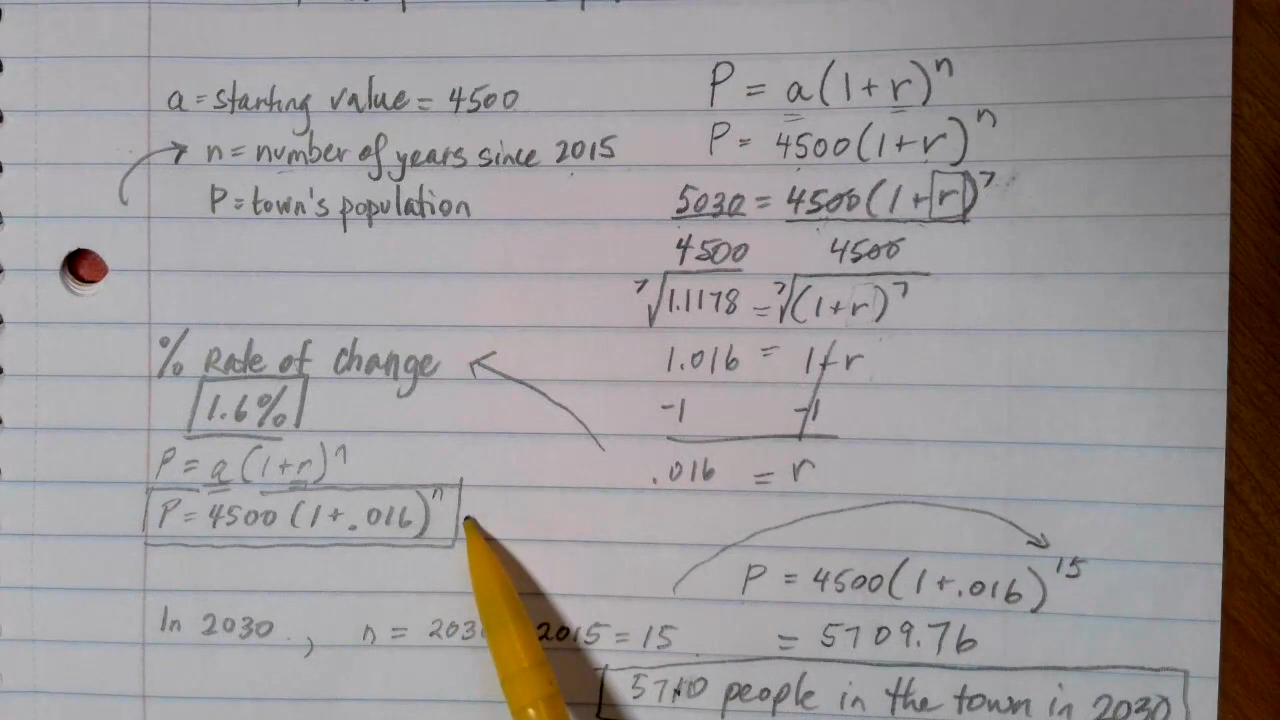 a = starting value = 4500
n = number of years since 2015
P = town's population
P = a(1+r)^n
P = 4500(1+r)^n
5030 = 4500(1+r)^7
4500 4500
7√1.1178 = 7√(1+r)^7
1.016 = 1+r
-1 -1
.016 = r
% Rate of change
1.6%
P = a(1+r)^n
P = 4500(1+.016)^n
In 2030, n = 203 2015 = 15
P = 4500(1+.016)^15
= 5709.76
5710 people in the town in 2030